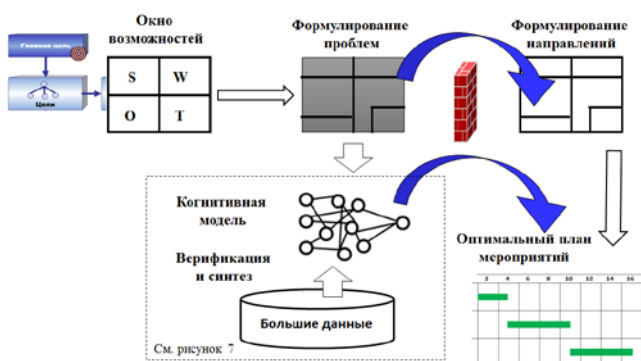 Окно
возможностей
Формулирование
проблем
Формулирование
направлений
Главная цель
Цели
S W
O T
Когнитивная
модель
Верификация
и синтез
Большие данные
См. рисунок 7
Оптимальный план
мероприятий
2 4 6 8 10 12 14 16